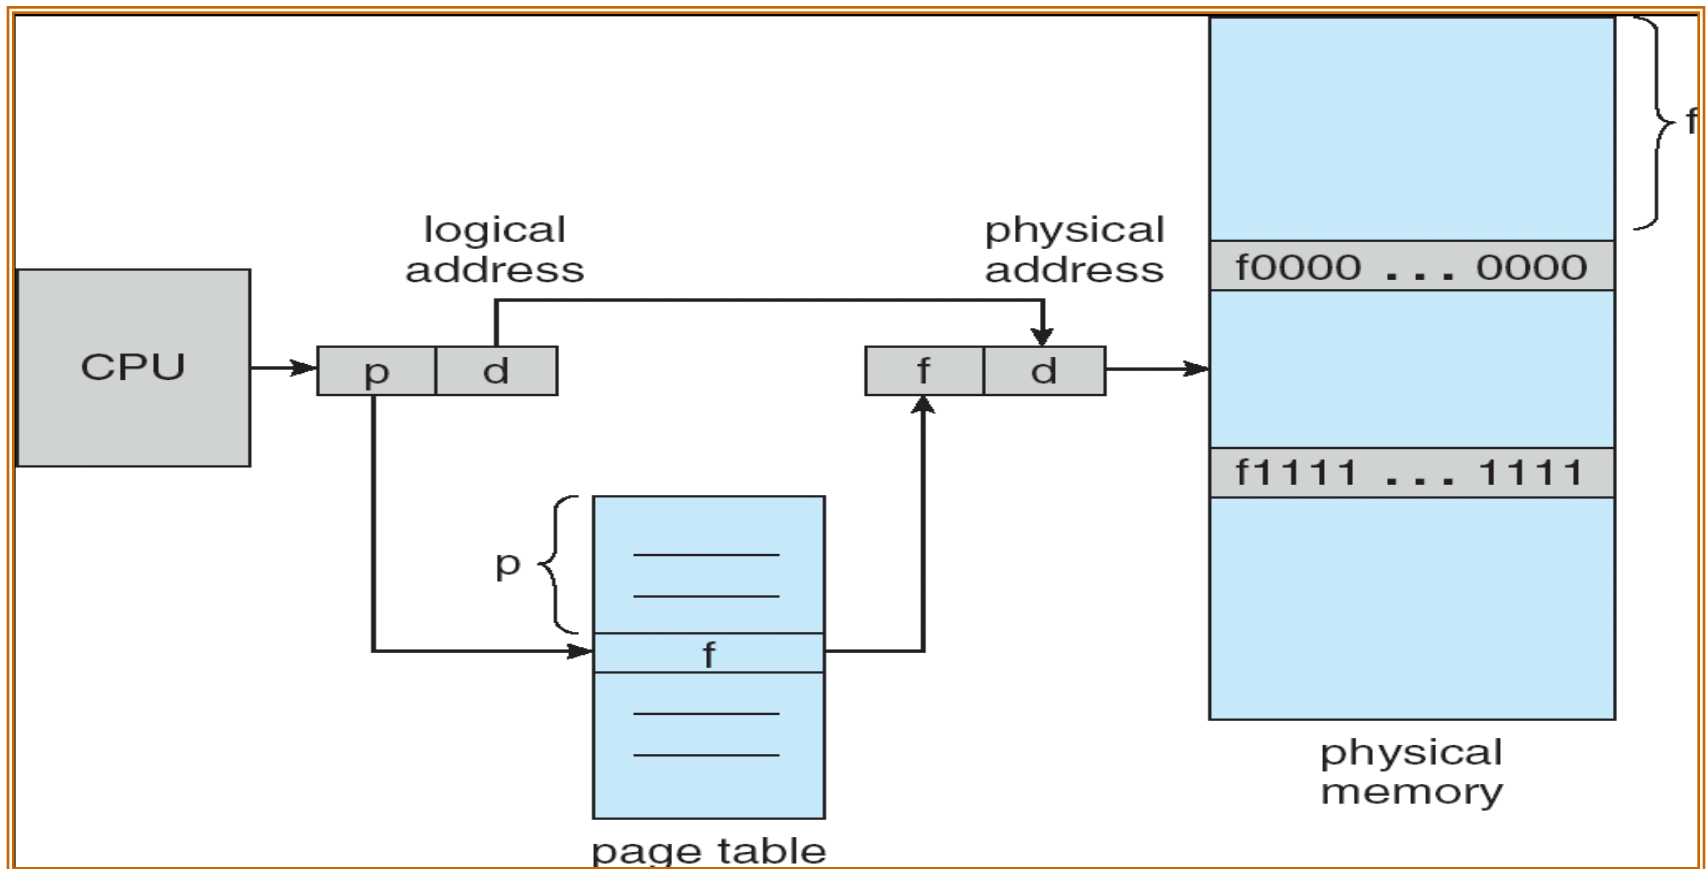 f
logical
address
physical
address
f0000 ... 0000
CPU
p
d
f
d
f1111 ... 1111
p
f
physical
memory
page table